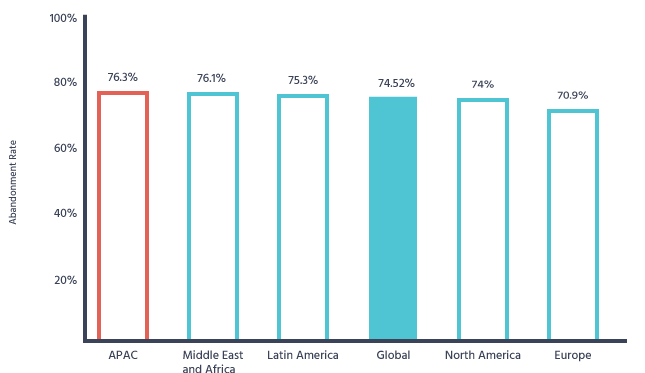 100%
80%
60%
40%
20%
Abandonment Rate
76.3%
76.1%
75.3%
74.52%
74%
70.9%
APAC
Middle East
and Africa
Latin America
Global
North America
Europe